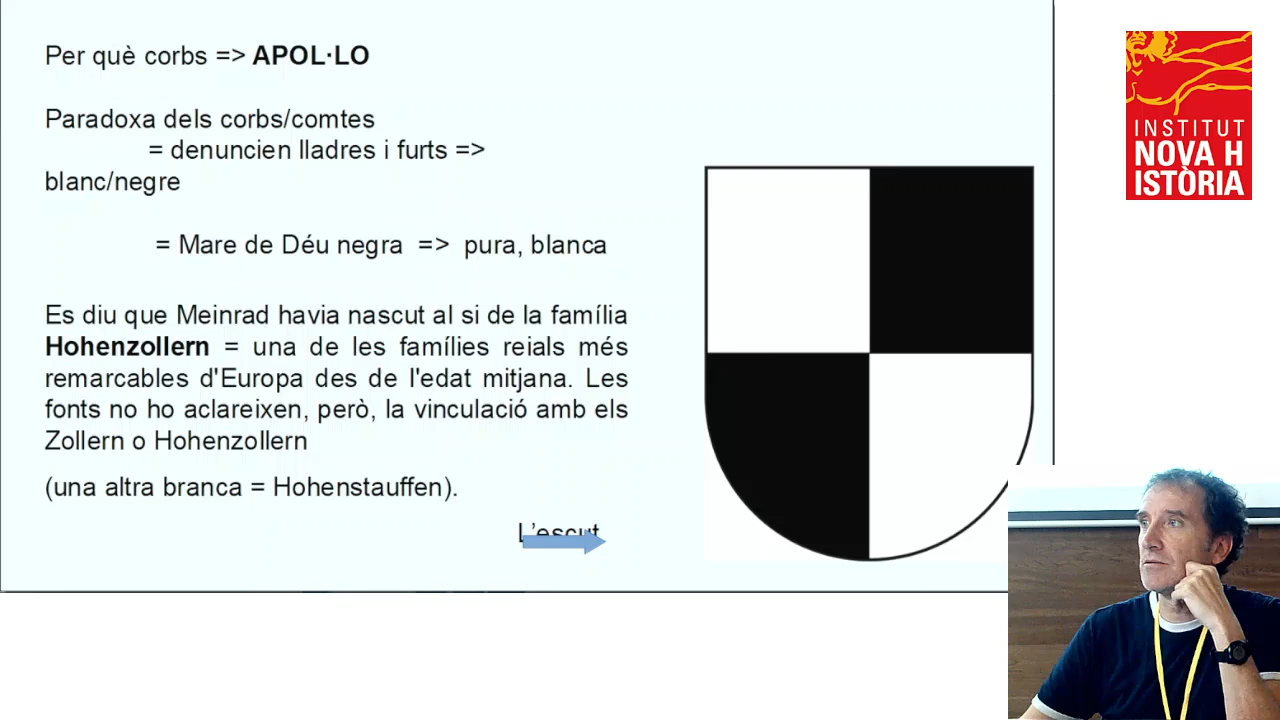 Per què corbs => APOL·LO
Paradoxa dels corbs/comtes
= denuncien lladres i furts =>
blanc/negre
= Mare de Déu negra => pura, blanca
Es diu que Meinrad havia nascut al si de la família
Hohenzollern = una de les famílies reials més
remarcables d'Europa des de l'edat mitjana. Les
fonts no ho aclareixen, però, la vinculació amb els
Zollern o Hohenzollern
(una altra branca = Hohenstauffen).
L'escut
INSTITUT
NOVA H
ISTÒRIA